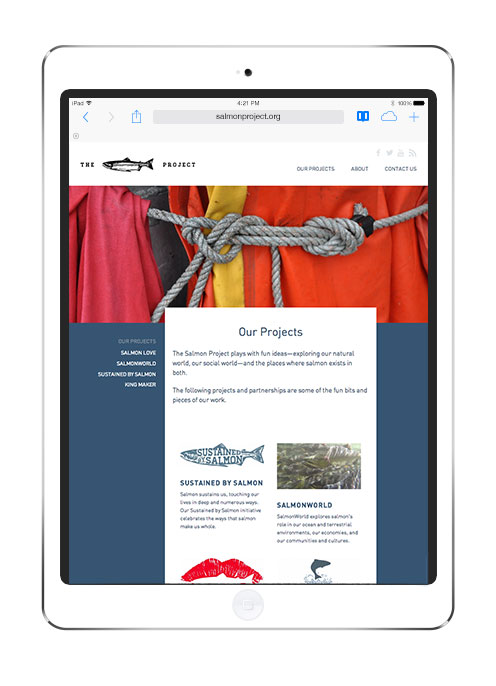 iPad 4:21 PM 100%
salmonproject.org
THE PROJECT
OUR PROJECTS ABOUT CONTACT US
Our Projects
OUR PROJECTS
SALMON LOVE
SALMONWORLD
SUSTAINED BY SALMON
KING MAKER
The Salmon Project plays with fun ideas—exploring our natural
world, our social world—and the places where salmon exists in
both.
The following projects and partnerships are some of the fun bits and
pieces of our work.
SUSTAINED
BY SALMON
SUSTAINED BY SALMON
Salmon sustains us, touching our
lives in deep and numerous ways.
Our Sustained by Salmon initiative
celebrates the ways that salmon
make us whole.
SALMONWORLD
SalmonWorld explores salmon's
role in our ocean and terrestrial
environments, our economies, and
our communities and cultures.